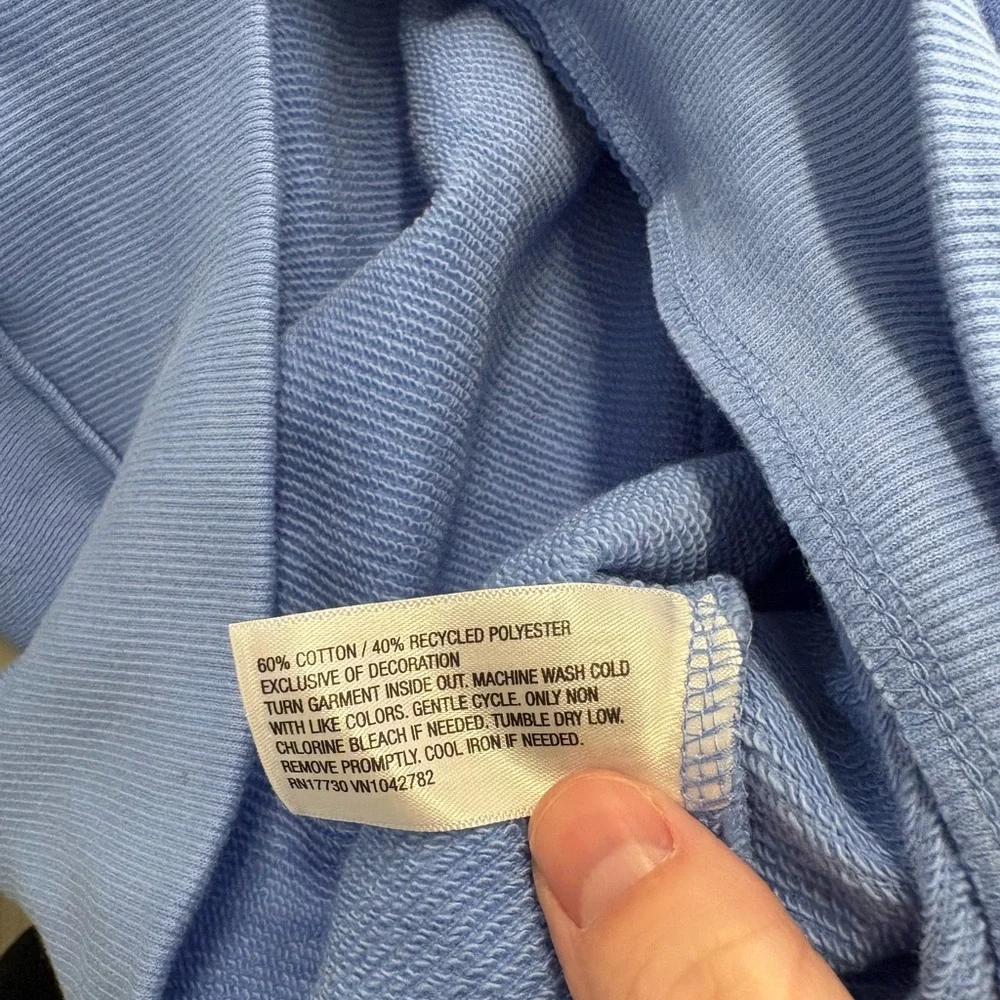 60% COTTON / 40% RECYCLED POLYESTER
EXCLUSIVE OF DECORATION
TURN GARMENT INSIDE OUT. MACHINE WASH COLD
WITH LIKE COLORS. GENTLE CYCLE. ONLY NON
CHLORINE BLEACH IF NEEDED. TUMBLE DRY LOW.
REMOVE PROMPTLY. COOL IRON IF NEEDED.
RN17730 VN1042782